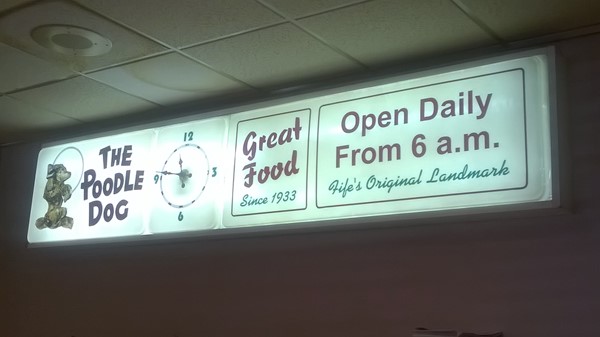 THE
POODLE
DOG
12
9 3
6
Great
Food
Since 1933
Open Daily
From 6 a.m.
Fife's Original Landmark